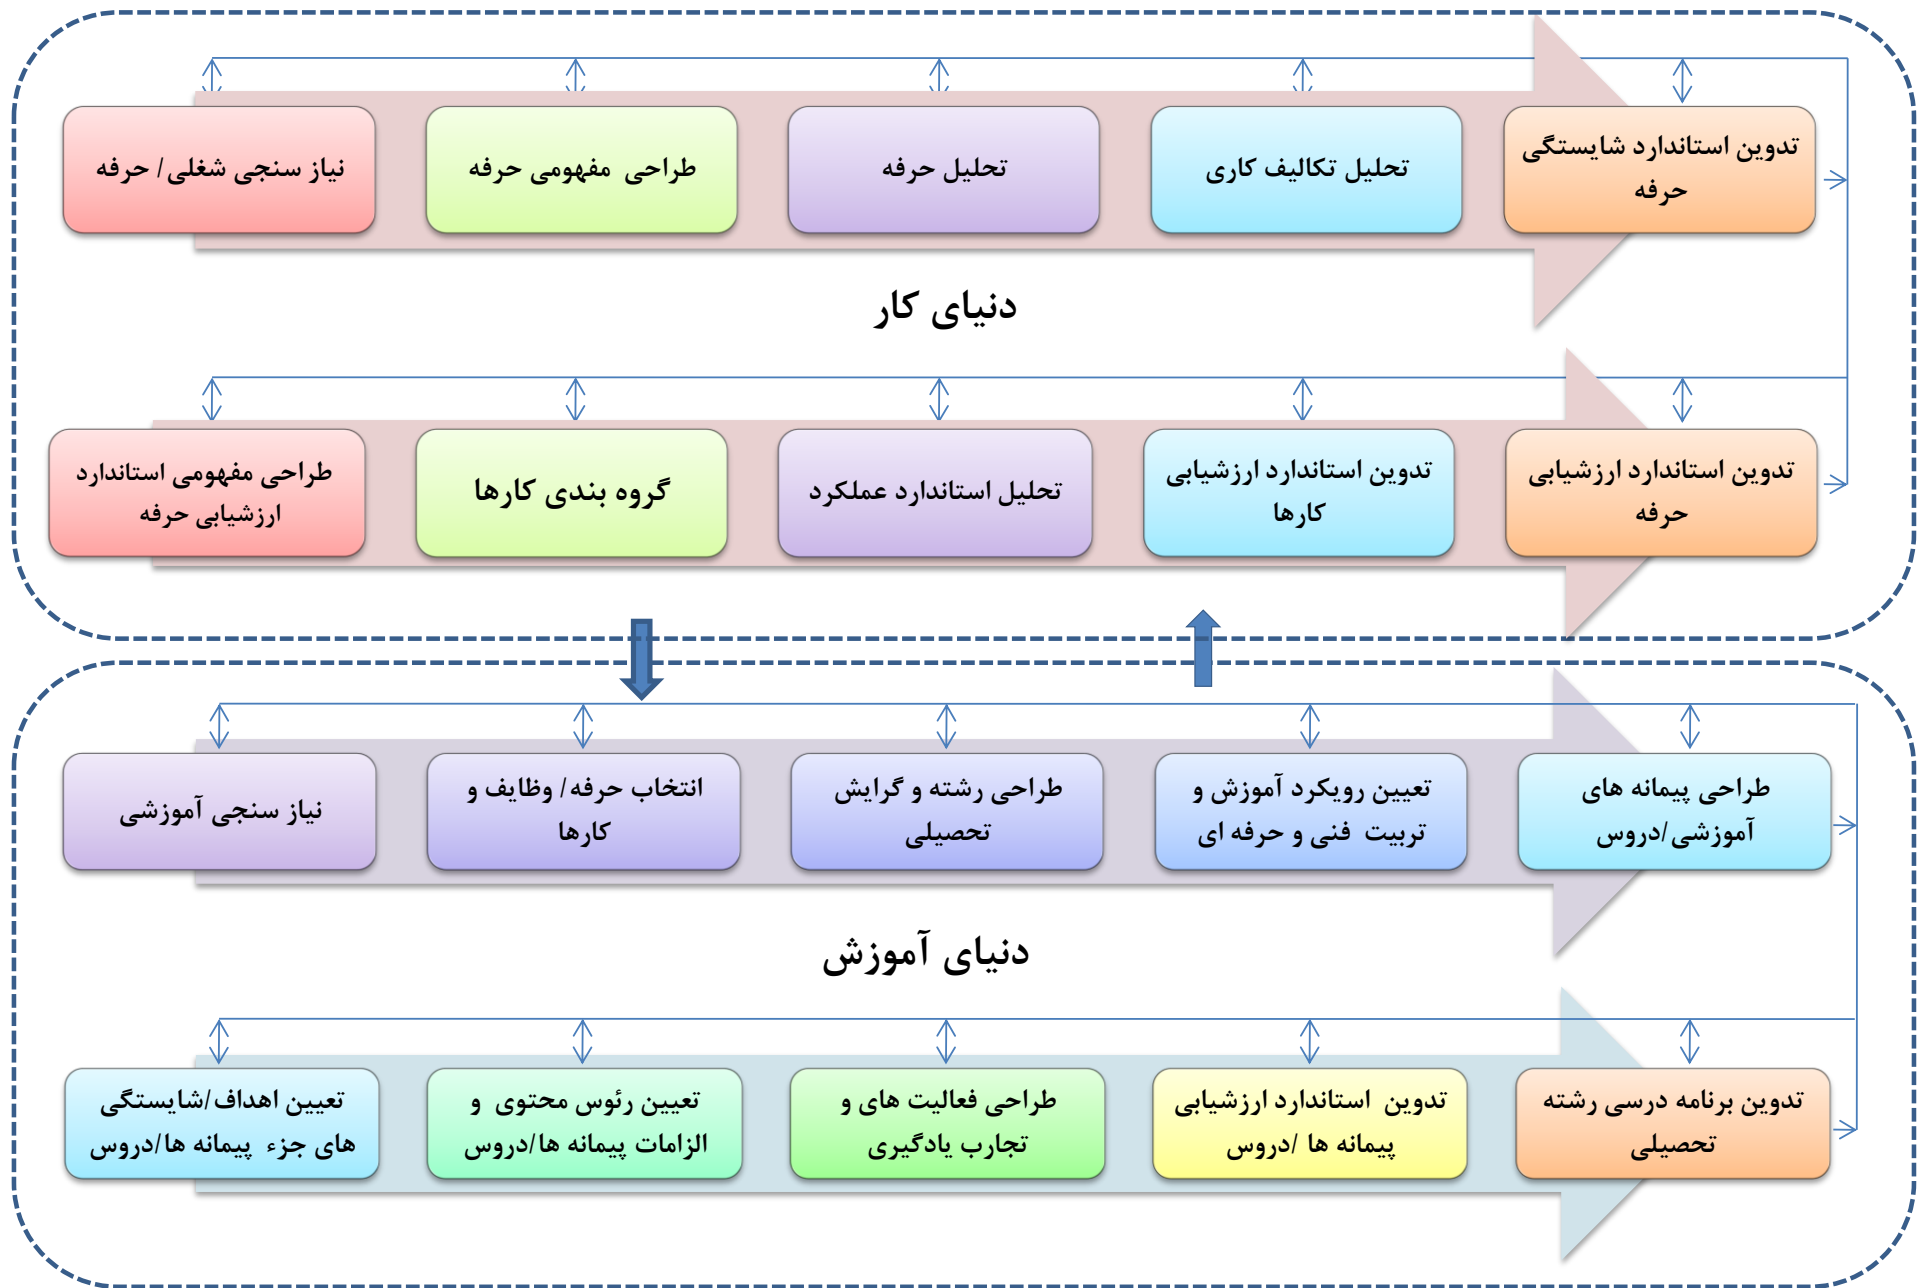 نیاز سنجی شغلی/ حرفه
طراحی مفهومی حرفه
تحلیل حرفه
تحلیل تکالیف کاری
تدوین استاندارد شایستگی
حرفه
دنیای کار
طراحی مفهومی استاندارد
ارزشیابی حرفه
گروه بندی کارها
تحلیل استاندارد عملکرد
تدوین استاندارد ارزشیابی
کارها
تدوین استاندارد ارزشیابی
حرفه
نیاز سنجی آموزشی
انتخاب حرفه/ وظایف و
کارها
طراحی رشته و گرایش
تحصیلی
تعیین رویکرد آموزش و
تربیت فنی و حرفه ای
طراحی پیمانه های
آموزشی/دروس
دنیای آموزش
تعیین اهداف/شایستگی
های جزء پیمانه ها/دروس
تعیین رئوس محتوی و
الزامات پیمانه ها/دروس
طراحی فعالیت های و
تجارب یادگیری
تدوین استاندارد ارزشیابی
پیمانه ها /دروس
تدوین برنامه درسی رشته
تحصیلی